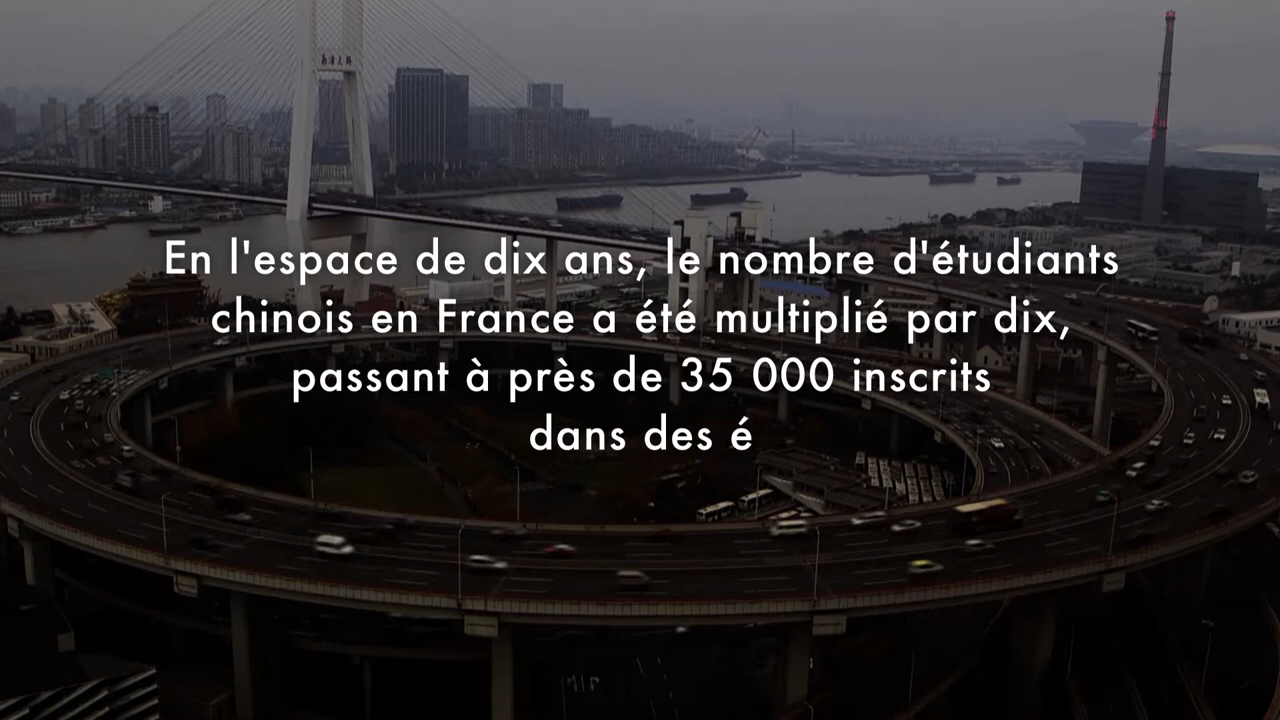 En l'espace de dix ans, le nombre d'étudiants
chinois en France a été multiplié par dix,
passant à près de 35 000 inscrits
dans des é